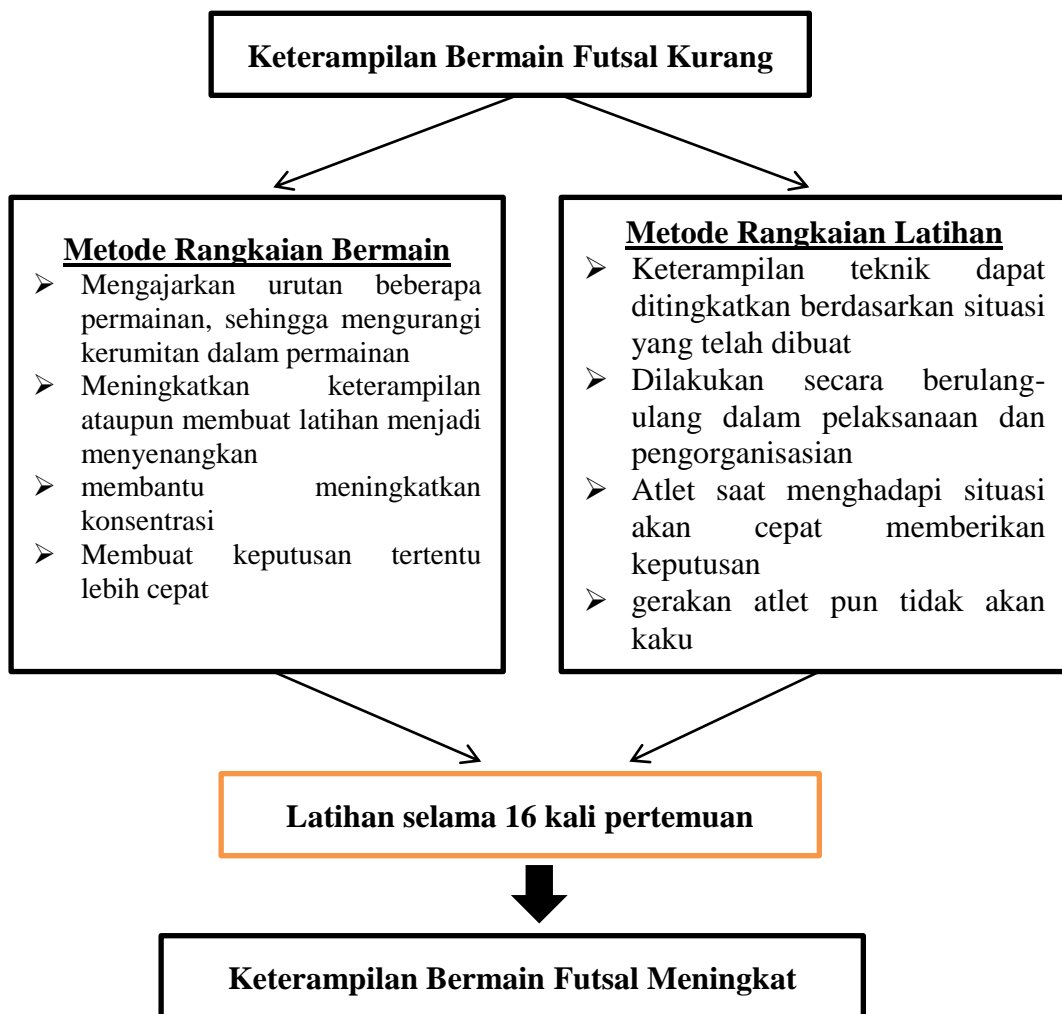 Keterampilan Bermain Futsal Kurang
Metode Rangkaian Bermain
➢ Mengajarkan urutan beberapa
permainan, sehingga mengurangi
kerumitan dalam permainan
➢ Meningkatkan keterampilan
ataupun membuat latihan menjadi
menyenangkan
➢ membantu meningkatkan
konsentrasi
➢ Membuat keputusan tertentu
lebih cepat
Metode Rangkaian Latihan
➢ Keterampilan teknik dapat
ditingkatkan berdasarkan situasi
yang telah dibuat
➢ Dilakukan secara berulang-
ulang dalam pelaksanaan dan
pengorganisasian
➢ Atlet saat menghadapi situasi
akan cepat memberikan
keputusan
➢ gerakan atlet pun tidak akan
kaku
Latihan selama 16 kali pertemuan
Keterampilan Bermain Futsal Meningkat